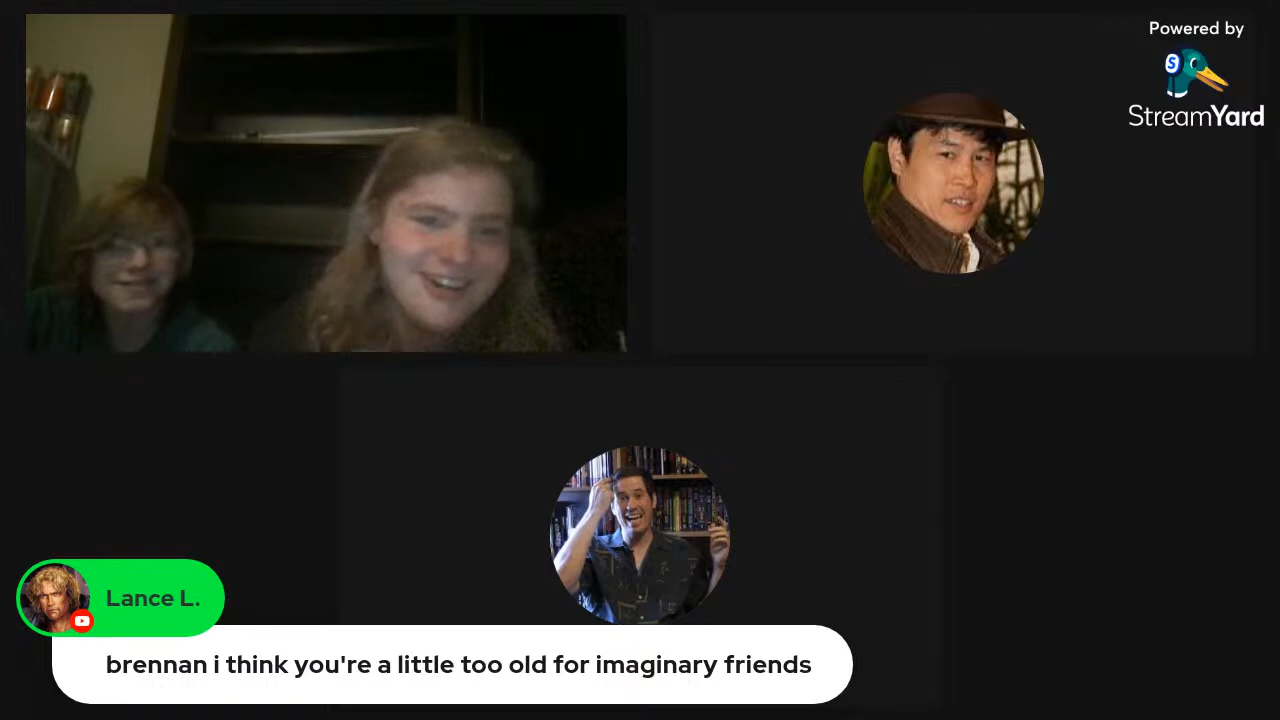 Powered by
S
StreamYard
Lance L.
brennan i think you're a little too old for imaginary friends